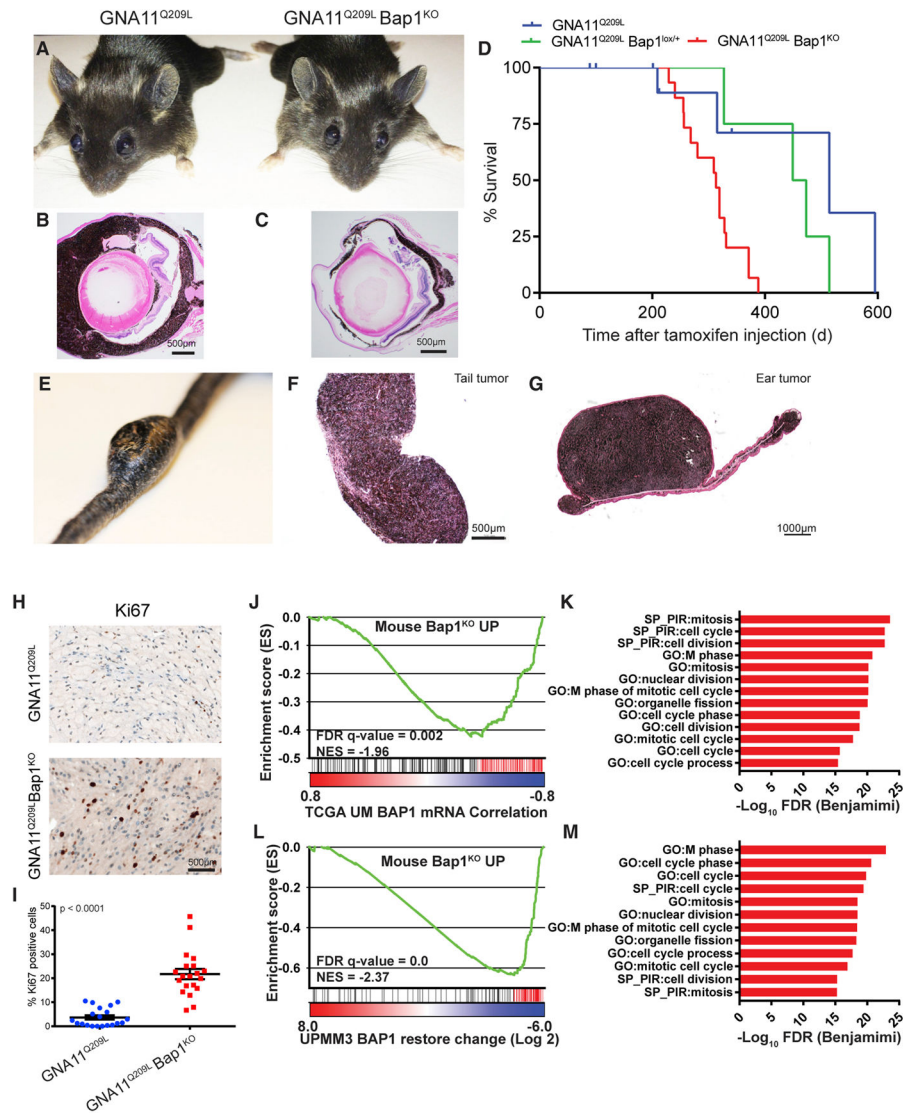 GNA11Q209L
GNA11Q209L Bap1KO
A
B
500µm
C
500µm
D
GNA11Q209L
GNA11Q209L Bap1lox/+
GNA11Q209L Bap1KO
% Survival
100
75
50
25
0
0
200
400
600
Time after tamoxifen injection (d)
E
F
Tail tumor
500µm
G
Ear tumor
1000µm
H
Ki67
GNA11Q209L
GNA11Q209LBap1KO
500µm
I
p < 0.0001
% Ki67 positive cells
50
40
30
20
10
0
GNA11Q209L
GNA11Q209L Bap1KO
J
Mouse Bap1KO UP
Enrichment score (ES)
0.0
-0.1
-0.2
-0.3
-0.4
-0.5
FDR q-value = 0.002
NES = -1.96
0.8
-0.8
TCGA UM BAP1 mRNA Correlation
K
SP_PIR:mitosis
SP_PIR:cell cycle
SP_PIR:cell division
GO:M phase
GO:mitosis
GO:nuclear division
GO:M phase of mitotic cell cycle
GO:organelle fission
GO:cell cycle phase
GO:cell division
GO:mitotic cell cycle
GO:cell cycle
GO:cell cycle process
0 5 10 15 20 25
-Log10 FDR (Benjamimi)
L
Mouse Bap1KO UP
Enrichment score (ES)
0.0
-0.2
-0.4
-0.6
FDR q-value = 0.0
NES = -2.37
8.0
-6.0
UPMM3 BAP1 restore change (Log 2)
M
GO:M phase
GO:cell cycle phase
GO:cell cycle
SP_PIR:cell cycle
GO:mitosis
GO:nuclear division
GO:M phase of mitotic cell cycle
GO:organelle fission
GO:cell cycle process
GO:mitotic cell cycle
SP_PIR:cell division
SP_PIR:mitosis
0 5 10 15 20 25
-Log10 FDR (Benjamimi)